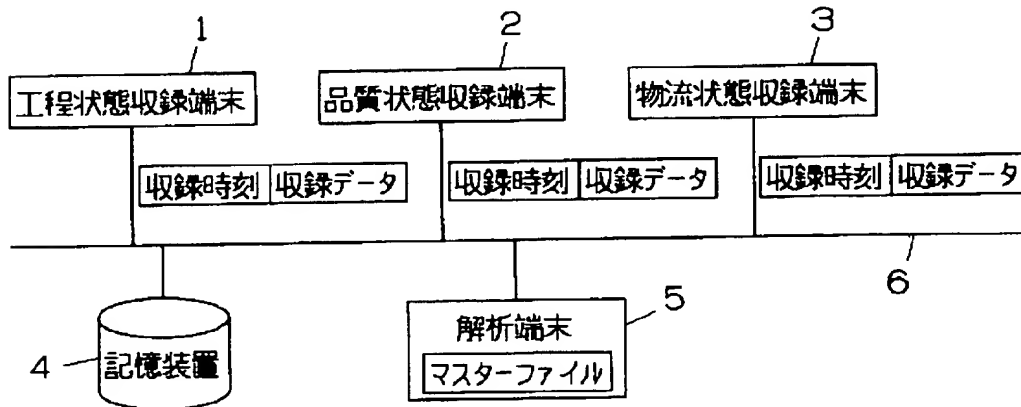 1
2
3
工程状態収録端末
品質状態収録端末
物流状態収録端末
収録時刻 収録データ
収録時刻 収録データ
収録時刻 収録データ
6
5
解析端末
マスターファイル
4
記憶装置